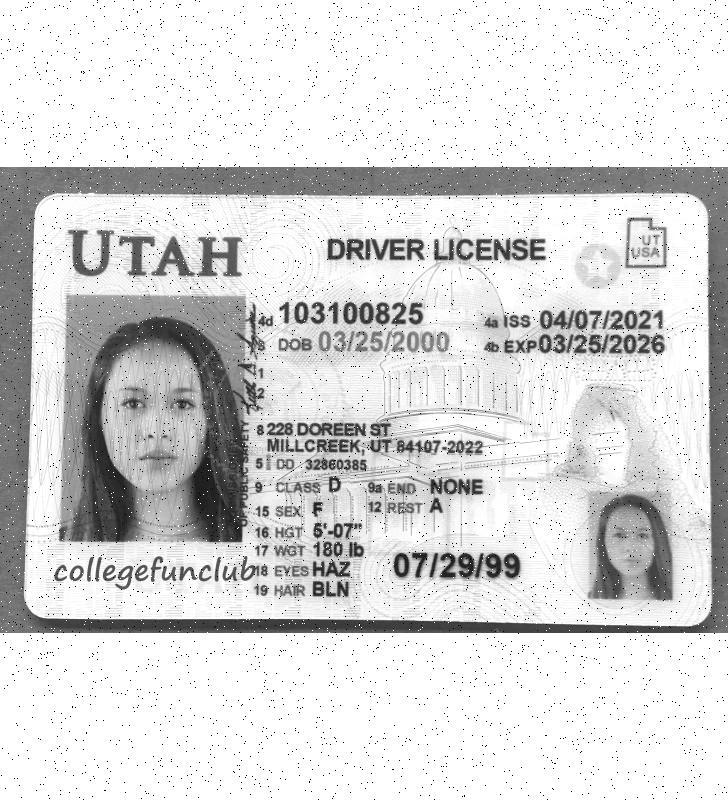 UTAH
DRIVER LICENSE
UT
USA
4d 103100825
3 DOB 03/25/2000
4a ISS 04/07/2021
4b EXP 03/25/2026
1
2
8 228 DOREEN ST
MILLCREEK, UT 84107-2022
5 DD 32860385
9 CLASS D
9a END NONE
15 SEX F
12 REST A
16 HGT 5'-07"
17 WGT 180 lb
18 EYES HAZ
19 HAIR BLN
07/29/99
OF PUBLIC SAFETY
collegefunclub